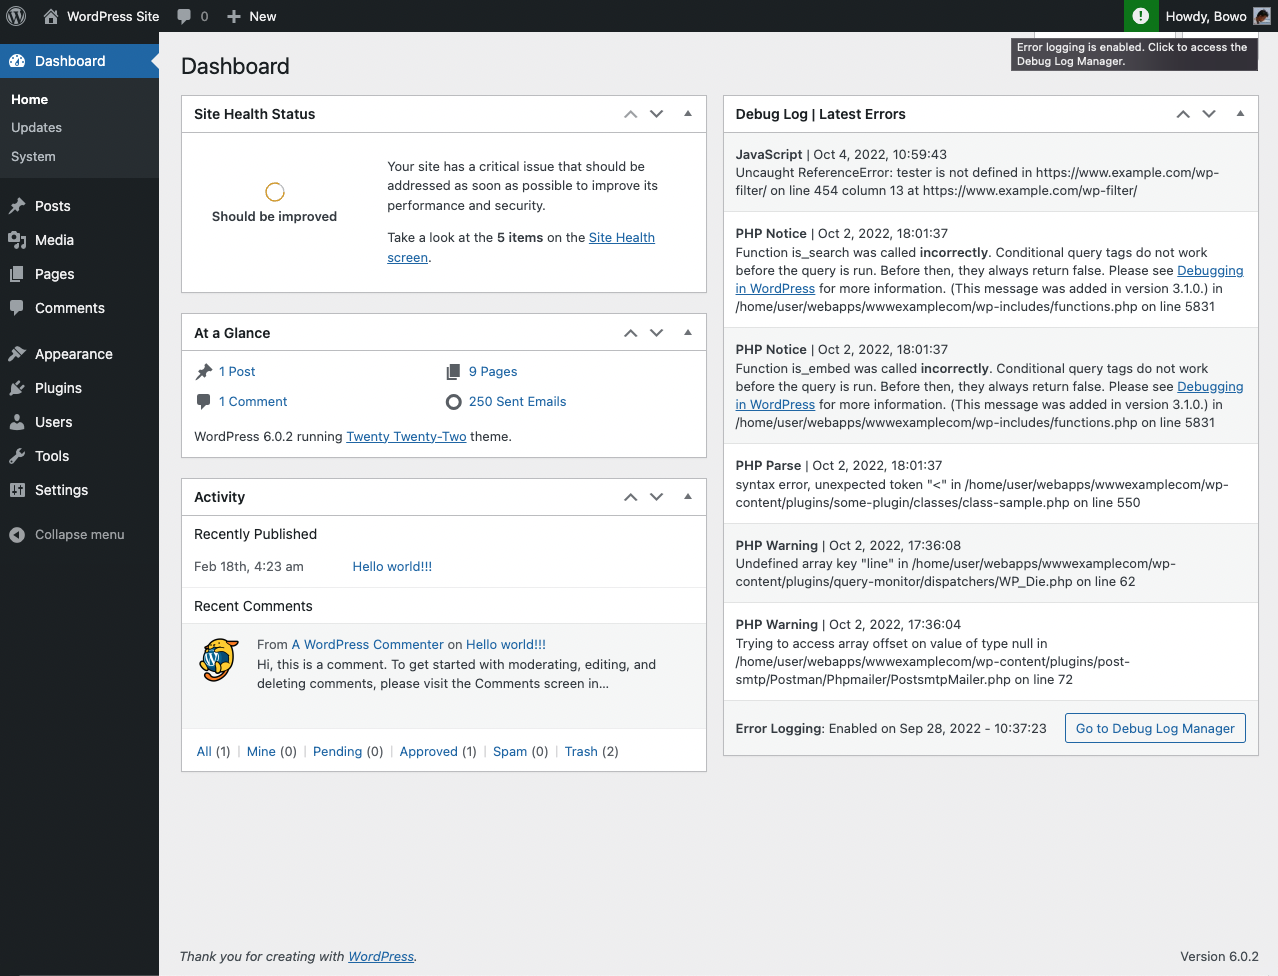 WordPress Site 0 New Howdy, Bowo
Error logging is enabled. Click to access the
Debug Log Manager.
Dashboard
Home
Updates
System
Posts
Media
Pages
Comments
Appearance
Plugins
Users
Tools
Settings
Collapse menu
Dashboard
Site Health Status
Should be improved
Your site has a critical issue that should be
addressed as soon as possible to improve its
performance and security.
Take a look at the 5 items on the Site Health
screen.
At a Glance
1 Post 9 Pages
1 Comment 250 Sent Emails
WordPress 6.0.2 running Twenty Twenty-Two theme.
Activity
Recently Published
Feb 18th, 4:23 am Hello world!!!
Recent Comments
From A WordPress Commenter on Hello world!!!
Hi, this is a comment. To get started with moderating, editing, and
deleting comments, please visit the Comments screen in…
All (1) | Mine (0) | Pending (0) | Approved (1) | Spam (0) | Trash (2)
Debug Log | Latest Errors
JavaScript | Oct 4, 2022, 10:59:43
Uncaught ReferenceError: tester is not defined in https://www.example.com/wp-
filter/ on line 454 column 13 at https://www.example.com/wp-filter/
PHP Notice | Oct 2, 2022, 18:01:37
Function is_search was called incorrectly. Conditional query tags do not work
before the query is run. Before then, they always return false. Please see Debugging
in WordPress for more information. (This message was added in version 3.1.0.) in
/home/user/webapps/wwwexamplecom/wp-includes/functions.php on line 5831
PHP Notice | Oct 2, 2022, 18:01:37
Function is_embed was called incorrectly. Conditional query tags do not work
before the query is run. Before then, they always return false. Please see Debugging
in WordPress for more information. (This message was added in version 3.1.0.) in
/home/user/webapps/wwwexamplecom/wp-includes/functions.php on line 5831
PHP Parse | Oct 2, 2022, 18:01:37
syntax error, unexpected token "<" in /home/user/webapps/wwwexamplecom/wp-
content/plugins/some-plugin/classes/class-sample.php on line 550
PHP Warning | Oct 2, 2022, 17:36:08
Undefined array key "line" in /home/user/webapps/wwwexamplecom/wp-
content/plugins/query-monitor/dispatchers/WP_Die.php on line 62
PHP Warning | Oct 2, 2022, 17:36:04
Trying to access array offset on value of type null in
/home/user/webapps/wwwexamplecom/wp-content/plugins/post-
smtp/Postman/Phpmailer/PostsmtpMailer.php on line 72
Error Logging: Enabled on Sep 28, 2022 - 10:37:23 Go to Debug Log Manager
Thank you for creating with WordPress. Version 6.0.2